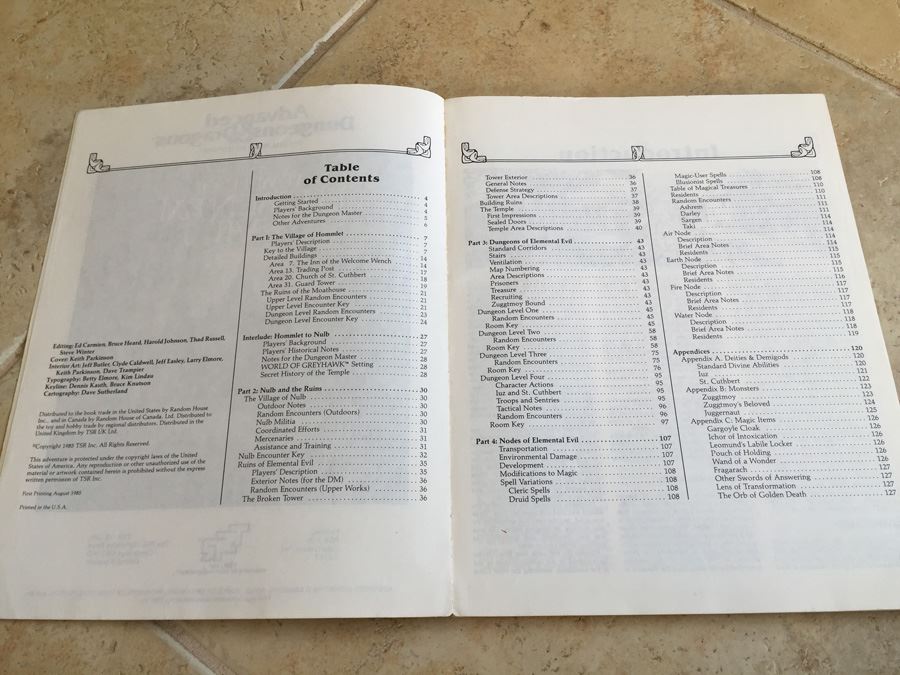 Table
of Contents
Introduction 4
Getting Started 4
Players' Background 4
Notes for the Dungeon Master 5
Other Adventures 6
Part I: The Village of Hommlet 7
Players' Description 7
Key to the Village 7
Detailed Buildings 14
Area 7. The Inn of the Welcome Wench 14
Area 13. Trading Post 17
Area 20. Church of St. Cuthbert 18
Area 31. Guard Tower 19
The Ruins of the Moathouse 21
Upper Level Random Encounters 21
Upper Level Encounter Key 21
Dungeon Level Random Encounters 23
Dungeon Level Encounter Key 24
Interlude: Hommlet to Nulb 27
Players' Background 27
Players' Historical Notes 27
Notes for the Dungeon Master 28
WORLD OF GREYHAWK™ Setting 28
Secret History of the Temple 28
Part 2: Nulb and the Ruins 30
The Village of Nulb 30
Outdoor Notes 30
Random Encounters (Outdoors) 30
Nulb Militia 30
Coordinated Efforts 31
Mercenaries 31
Assistance and Training 31
Nulb Encounter Key 32
Ruins of Elemental Evil 35
Players' Description 35
Exterior Notes (for the DM) 35
Random Encounters (Upper Works) 36
The Broken Tower 36
Editing: Ed Carmien, Bruce Heard, Harold Johnson, Thad Russell,
Steve Winter
Cover: Keith Parkinson
Interior Art: Jeff Butler, Clyde Caldwell, Jeff Easley, Larry Elmore,
Keith Parkinson, Dave Trampier
Typography: Betty Elmore, Kim Lindau
Keyline: Dennis Kauth, Bruce Knutson
Cartography: Dave Sutherland
Distributed to the book trade in the United States by Random House
Inc., and in Canada by Random House of Canada, Ltd. Distributed to
the toy and hobby trade by regional distributors. Distributed in the
United Kingdom by TSR UK Ltd.
©Copyright 1985 TSR Inc. All Rights Reserved.
This adventure is protected under the copyright laws of the United
States of America. Any reproduction or other unauthorized use of the
material or artwork contained herein is prohibited without the express
written permission of TSR Inc.
First Printing August 1985
Printed in the U.S.A.
Tower Exterior 36
General Notes 36
Defense Strategy 37
Tower Area Descriptions 37
Building Ruins 38
The Temple 39
First Impressions 39
Sealed Doors 39
Temple Area Descriptions 40
Part 3: Dungeons of Elemental Evil 43
Standard Corridors 43
Stairs 43
Ventilation 43
Map Numbering 43
Area Descriptions 43
Prisoners 43
Treasure 43
Recruiting 43
Zuggtmoy Bound 43
Dungeon Level One 45
Random Encounters 45
Room Key 45
Dungeon Level Two 58
Random Encounters 58
Room Key 58
Dungeon Level Three 75
Random Encounters 75
Room Key 76
Dungeon Level Four 95
Character Actions 95
Iuz and St. Cuthbert 95
Troops and Sentries 95
Tactical Notes 96
Random Encounters 96
Room Key 97
Part 4: Nodes of Elemental Evil 107
Transportation 107
Environmental Damage 107
Development 107
Modifications to Magic 108
Spell Variations 108
Cleric Spells 108
Druid Spells 108
Magic-User Spells 108
Illusionist Spells 108
Table of Magical Treasures 110
Residents 110
Random Encounters 111
Ashrem 111
Darley 111
Sargen 111
Taki 114
Air Node 114
Description 114
Brief Area Notes 114
Residents 115
Earth Node 115
Description 115
Brief Area Notes 115
Residents 116
Fire Node 117
Description 117
Brief Area Notes 117
Residents 117
Water Node 118
Description 118
Brief Area Notes 118
Residents 119
Appendices 120
Appendix A: Deities & Demigods 120
Standard Divine Abilities 120
Iuz 121
St. Cuthbert 122
Appendix B: Monsters 123
Zuggtmoy 123
Zuggtmoy's Beloved 124
Juggernaut 125
Appendix C: Magic Items 126
Gargoyle Cloak 126
Ichor of Intoxication 126
Leomund's Labile Locker 126
Pouch of Holding 126
Wand of a Wonder 126
Fragarach 126
Other Swords of Answering 127
Lens of Transformation 127
The Orb of Golden Death 127